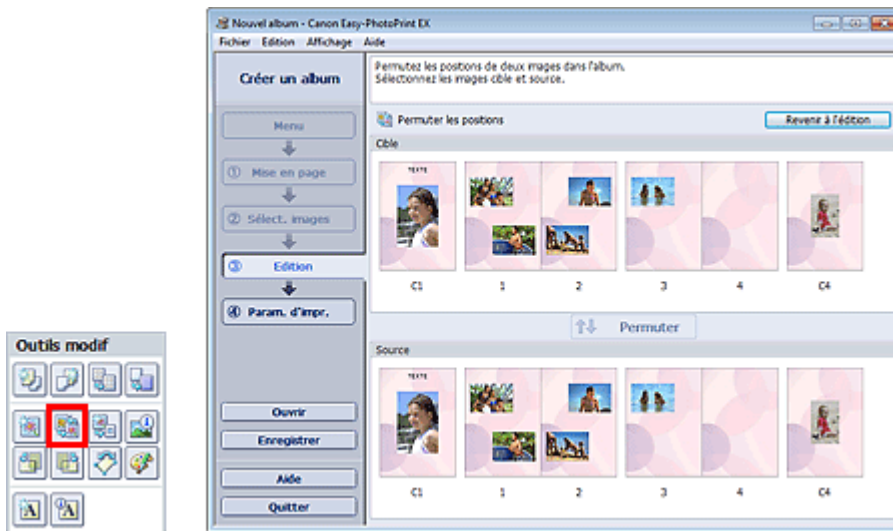 Nouvel album - Canon Easy-PhotoPrint EX
Fichier Edition Affichage Aide
Créer un album
Permutez les positions de deux images dans l'album.
Sélectionnez les images cible et source.
Menu
① Mise en page
② Sélect. images
③ Edition
④ Param. d'impr.
Ouvrir
Enregistrer
Aide
Quitter
Permuter les positions
Revenir à l'édition
Cible
TEXTE
C1 1 2 3 4 C4
Permuter
Source
TEXTE
C1 1 2 3 4 C4
Outils modif